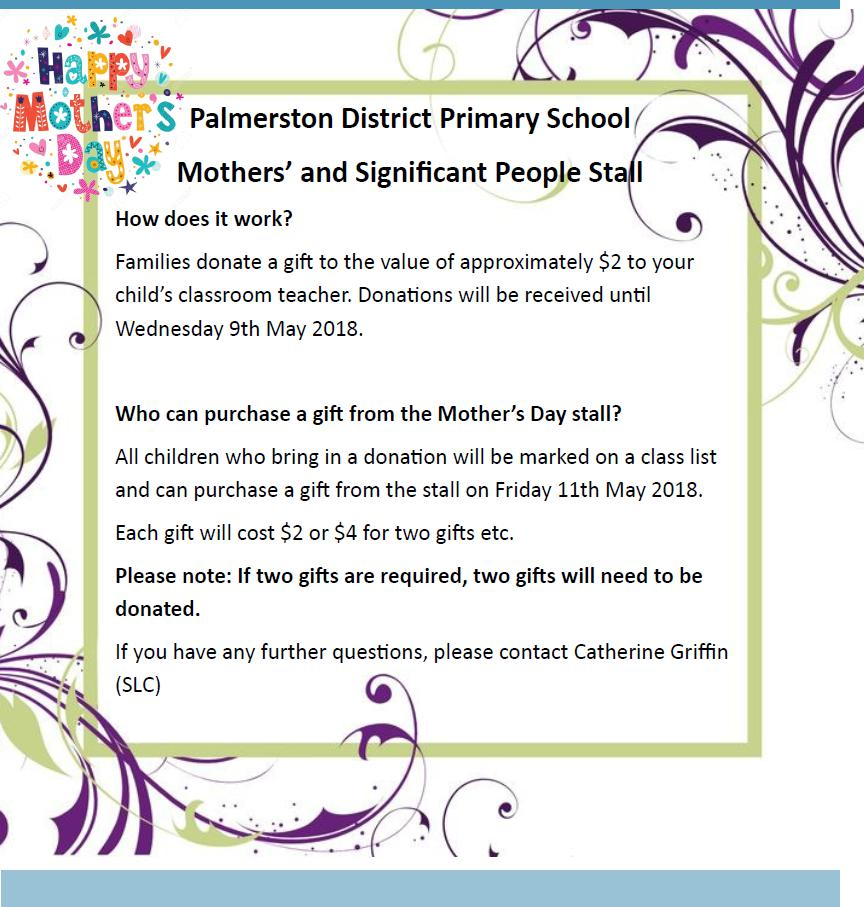 Happy
Mother's
Day
Palmerston District Primary School
Mothers’ and Significant People Stall
How does it work?
Families donate a gift to the value of approximately $2 to your
child’s classroom teacher. Donations will be received until
Wednesday 9th May 2018.
Who can purchase a gift from the Mother’s Day stall?
All children who bring in a donation will be marked on a class list
and can purchase a gift from the stall on Friday 11th May 2018.
Each gift will cost $2 or $4 for two gifts etc.
Please note: If two gifts are required, two gifts will need to be
donated.
If you have any further questions, please contact Catherine Griffin
(SLC)